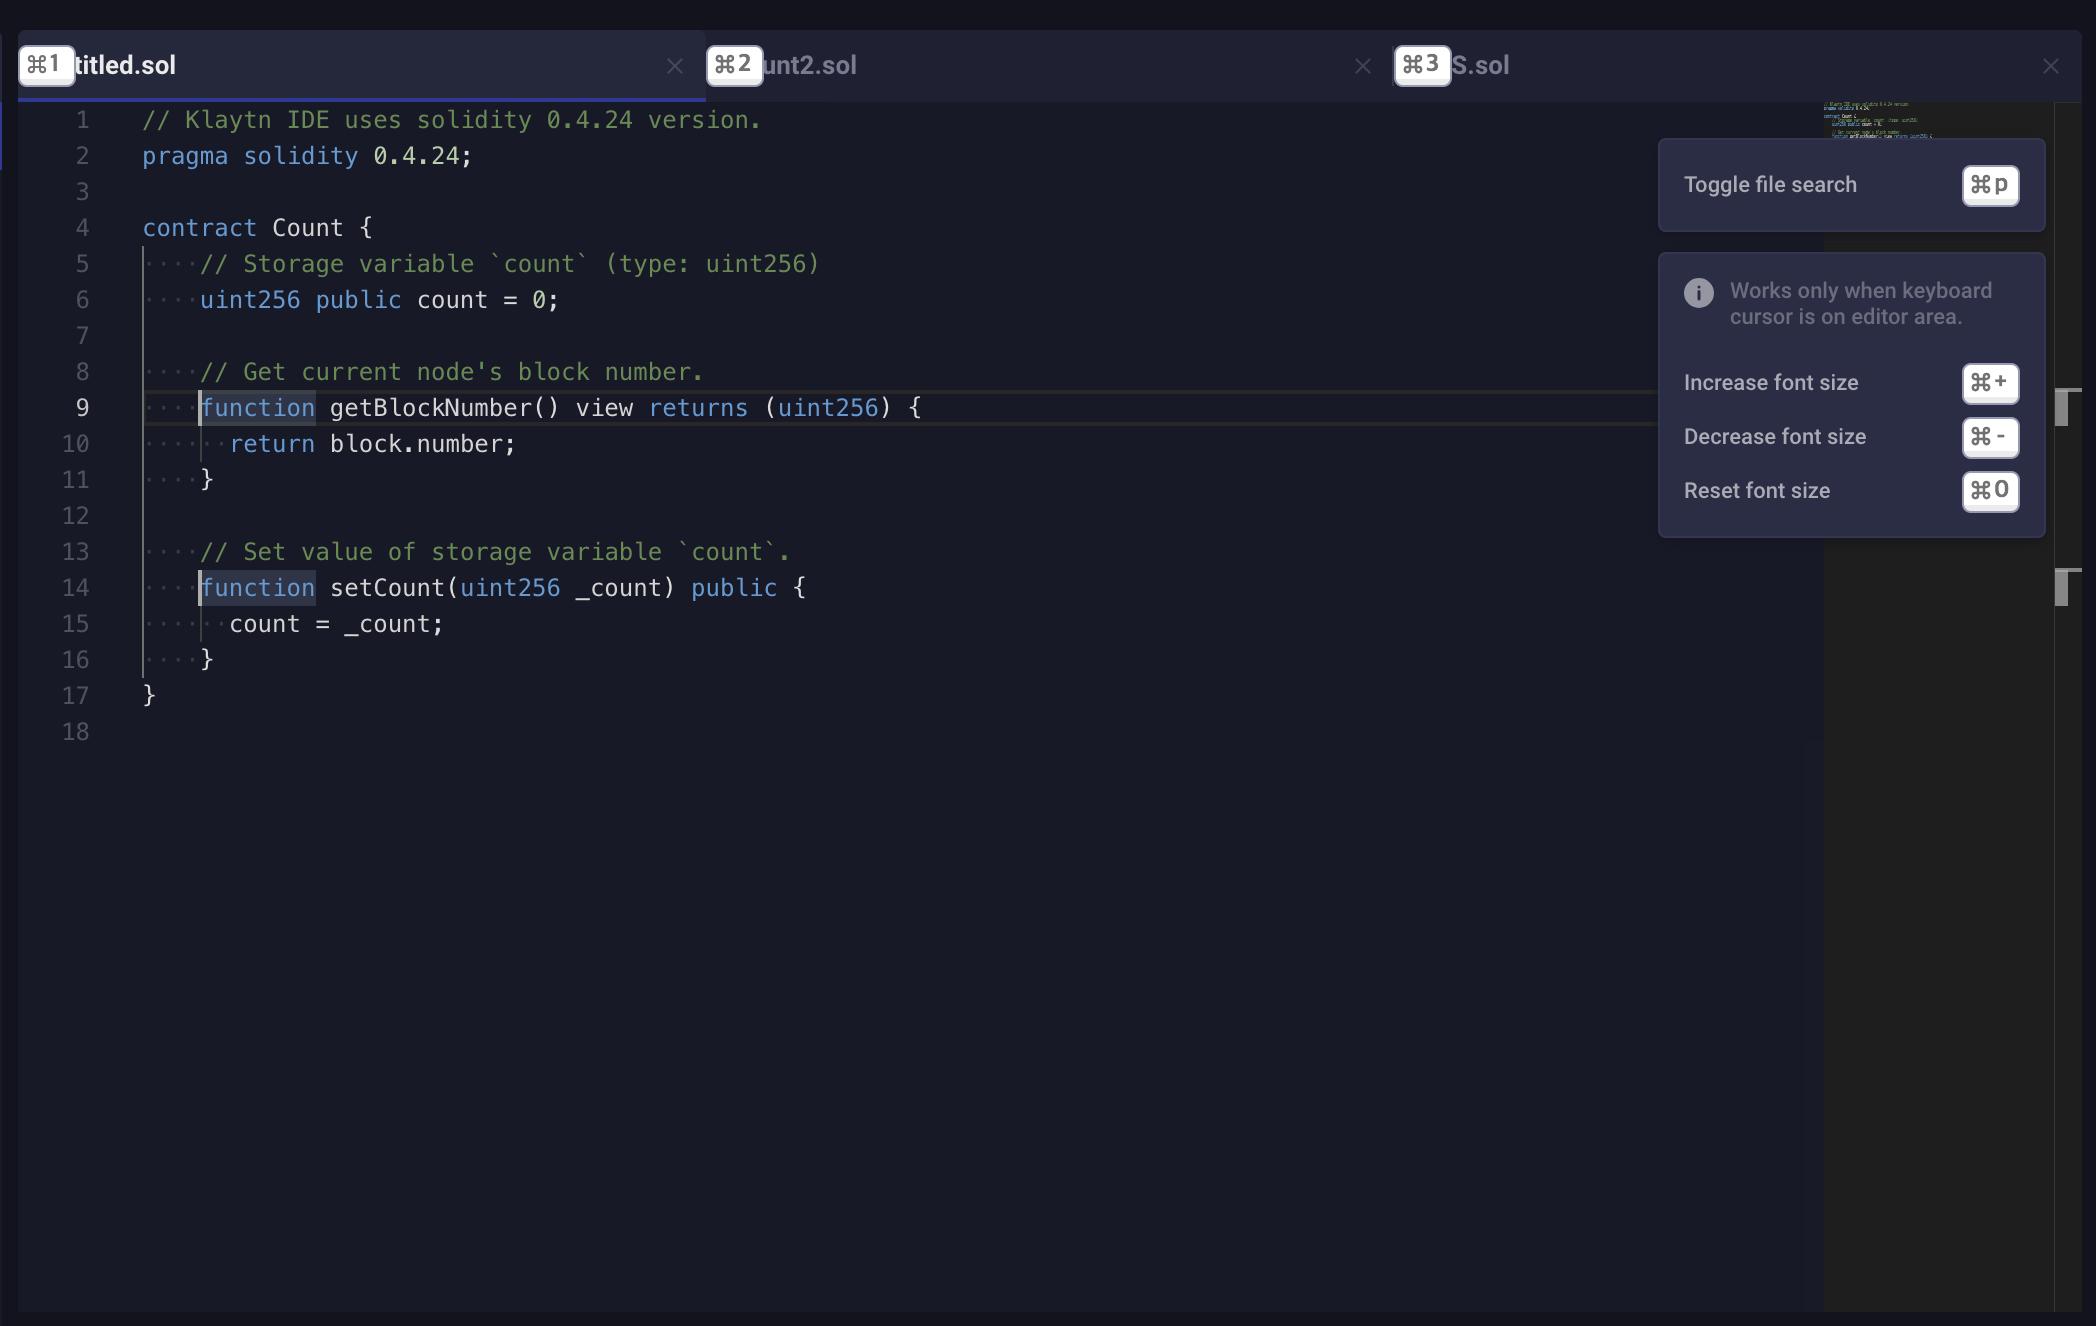 ⌘1 titled.sol ⌘2 unt2.sol ⌘3 S.sol
1 // Klaytn IDE uses solidity 0.4.24 version.
2 pragma solidity 0.4.24;
3
4 contract Count {
5 ····// Storage variable `count` (type: uint256)
6 ····uint256 public count = 0;
7
8 ····// Get current node's block number.
9 ····function getBlockNumber() view returns (uint256) {
10 ······return block.number;
11 ····}
12
13 ····// Set value of storage variable `count`.
14 ····function setCount(uint256 _count) public {
15 ······count = _count;
16 ····}
17 }
18
Toggle file search ⌘p
i Works only when keyboard
cursor is on editor area.
Increase font size ⌘+
Decrease font size ⌘-
Reset font size ⌘0